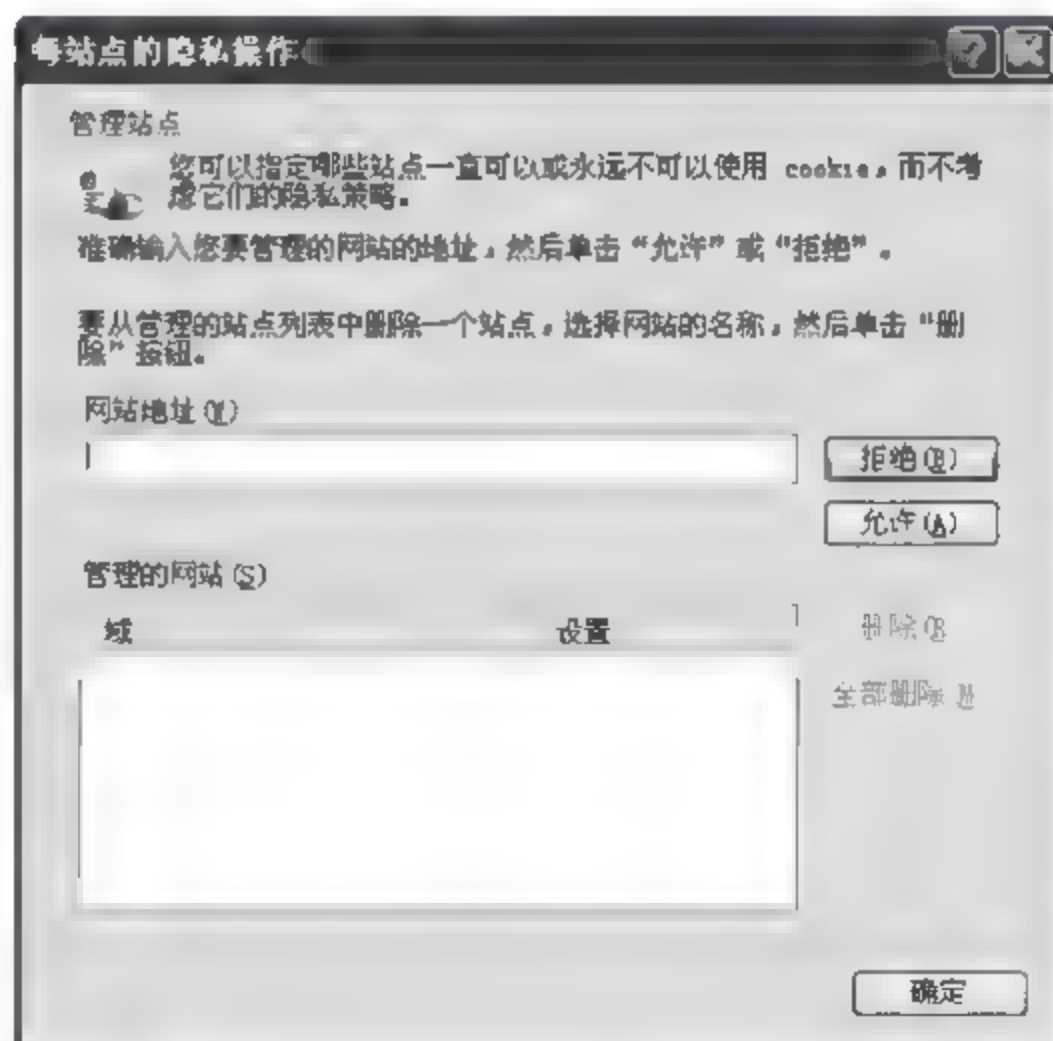 每站点的隐私操作
管理站点
您可以指定哪些站点一直可以或永远不可以使用 cookie，而不考
虑它们的隐私策略。
准确输入您要管理的网站的地址，然后单击“允许”或“拒绝”。
要从管理的站点列表中删除一个站点，选择网站的名称，然后单击“删
除”按钮。
网站地址(W)
拒绝(B)
允许(A)
管理的网站(S)
域 设置
删除(R)
全部删除
确定